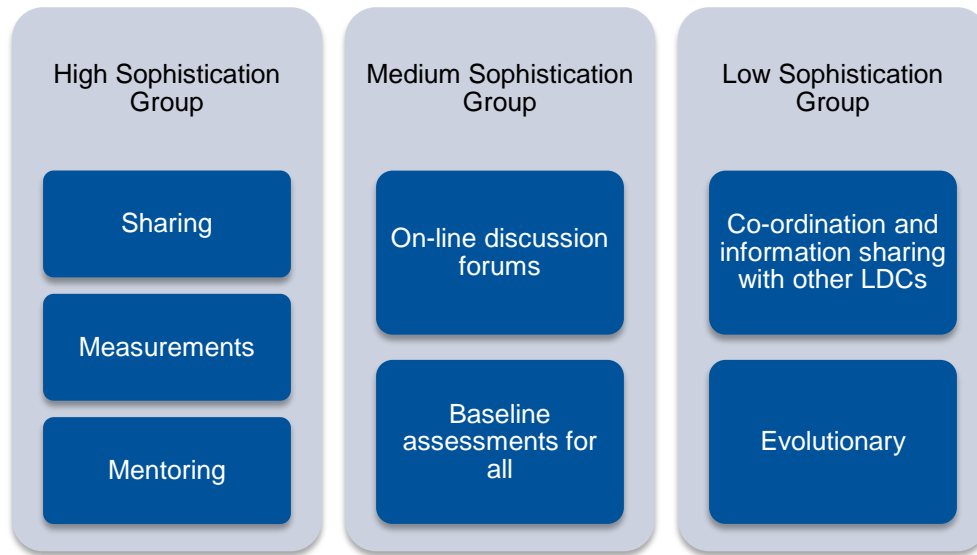 High Sophistication
Group
Sharing
Measurements
Mentoring
Medium Sophistication
Group
On-line discussion
forums
Baseline
assessments for
all
Low Sophistication
Group
Co-ordination and
information sharing
with other LDCs
Evolutionary